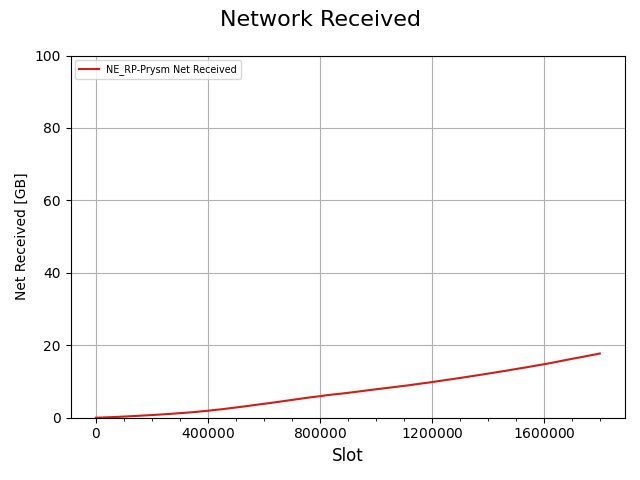 Network Received
100
NE_RP-Prysm Net Received
80
60
40
20
0
Net Received [GB]
0 400000 800000 1200000 1600000
Slot